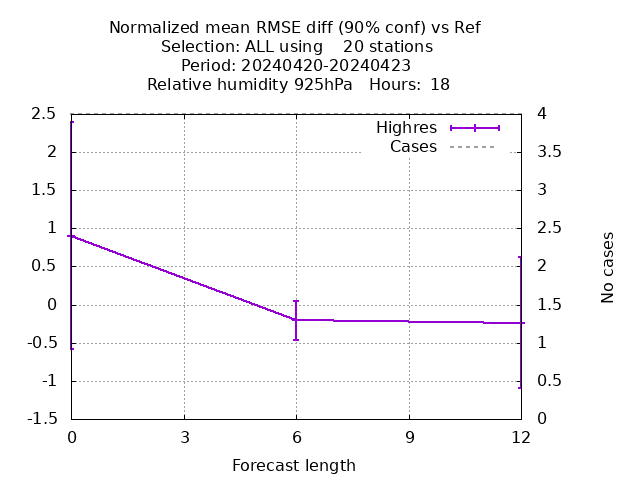 Normalized mean RMSE diff (90% conf) vs Ref
Selection: ALL using    20 stations
Period: 20240420-20240423
Relative humidity 925hPa   Hours:  18
Highres
Cases
2.5
2
1.5
1
0.5
0
-0.5
-1
-1.5
4
3.5
3
2.5
2
1.5
1
0.5
0
No cases
0 3 6 9 12
Forecast length